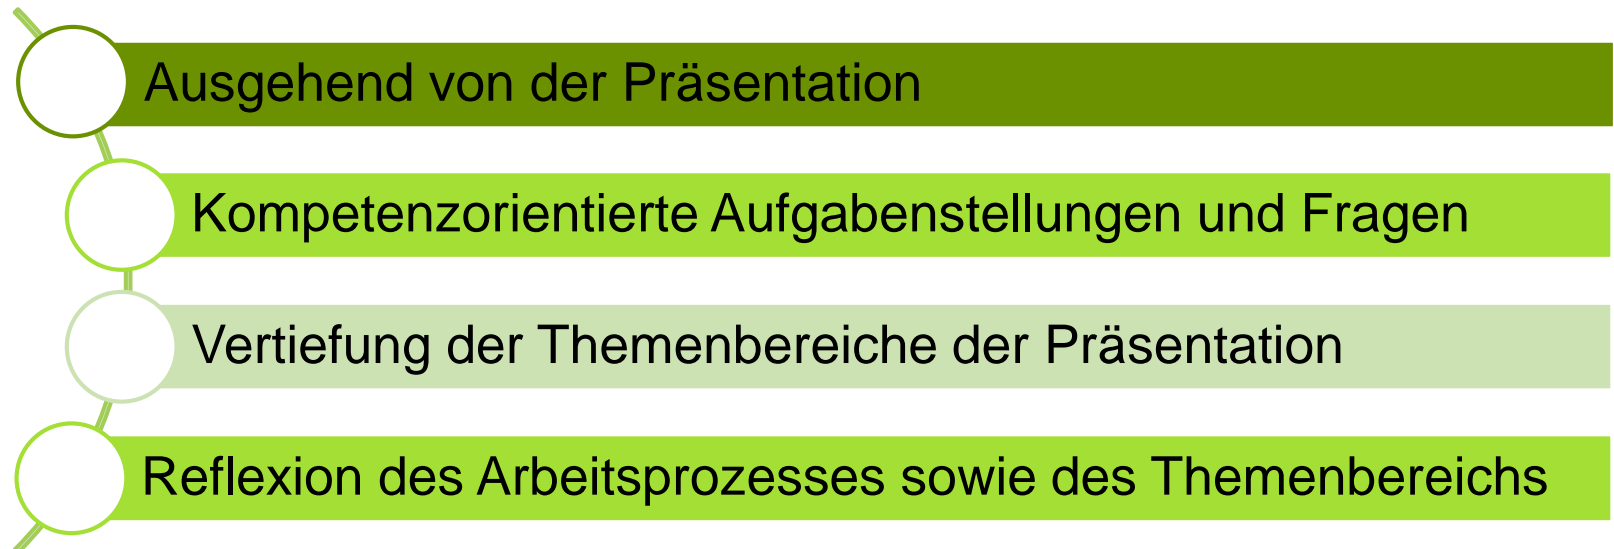 Ausgehend von der Präsentation
Kompetenzorientierte Aufgabenstellungen und Fragen
Vertiefung der Themenbereiche der Präsentation
Reflexion des Arbeitsprozesses sowie des Themenbereichs